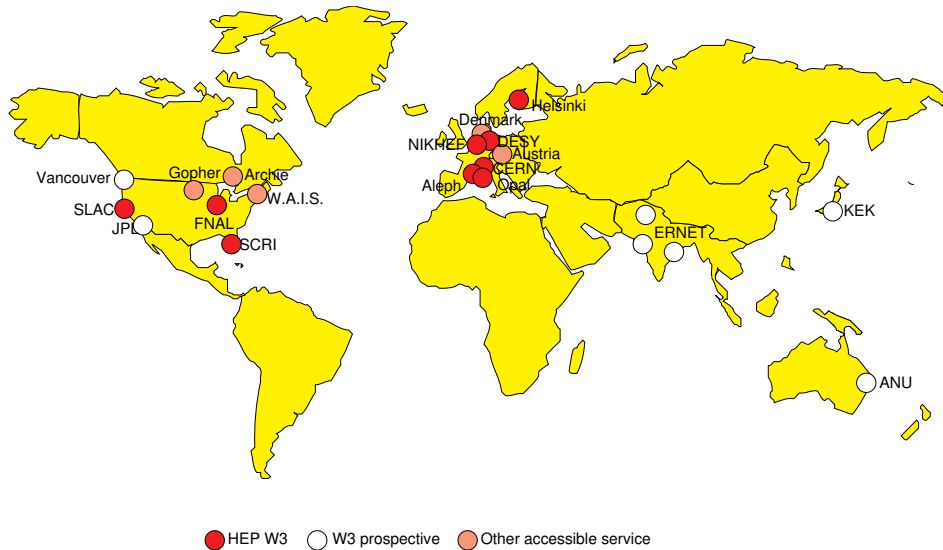 Helsinki
Denmark
NIKHEF
DESY
Austria
CERN
Aleph
Opal
Vancouver
Gopher
Archie
W.A.I.S.
SLAC
FNAL
JPL
SCRI
KEK
ERNET
ANU
HEP W3
W3 prospective
Other accessible service